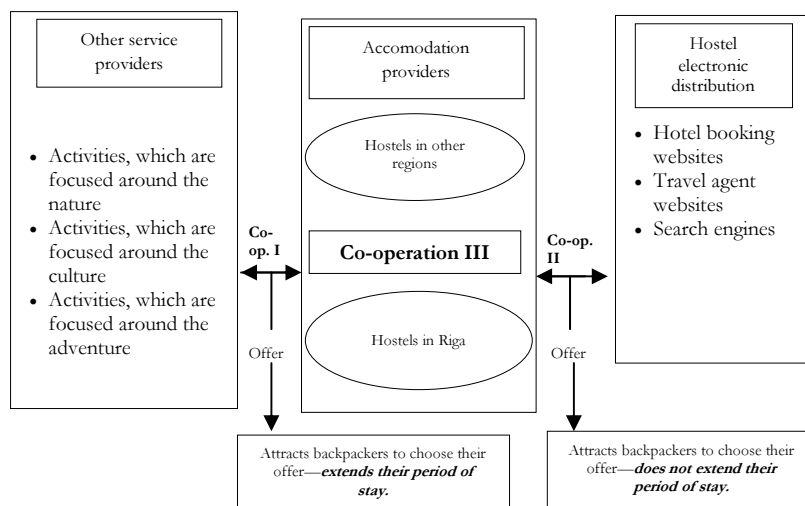 Other service
providers
• Activities, which are
focused around the
nature
• Activities, which are
focused around the
culture
• Activities, which are
focused around the
adventure
Co-
op. I
Offer
Accomodation
providers
Hostels in other
regions
Co-operation III
Hostels in Riga
Co-op.
II
Offer
Hostel
electronic
distribution
• Hotel booking
websites
• Travel agent
websites
• Search engines
Attracts backpackers to choose their
offer—extends their period of
stay.
Attracts backpackers to choose their
offer—does not extend their
period of stay.